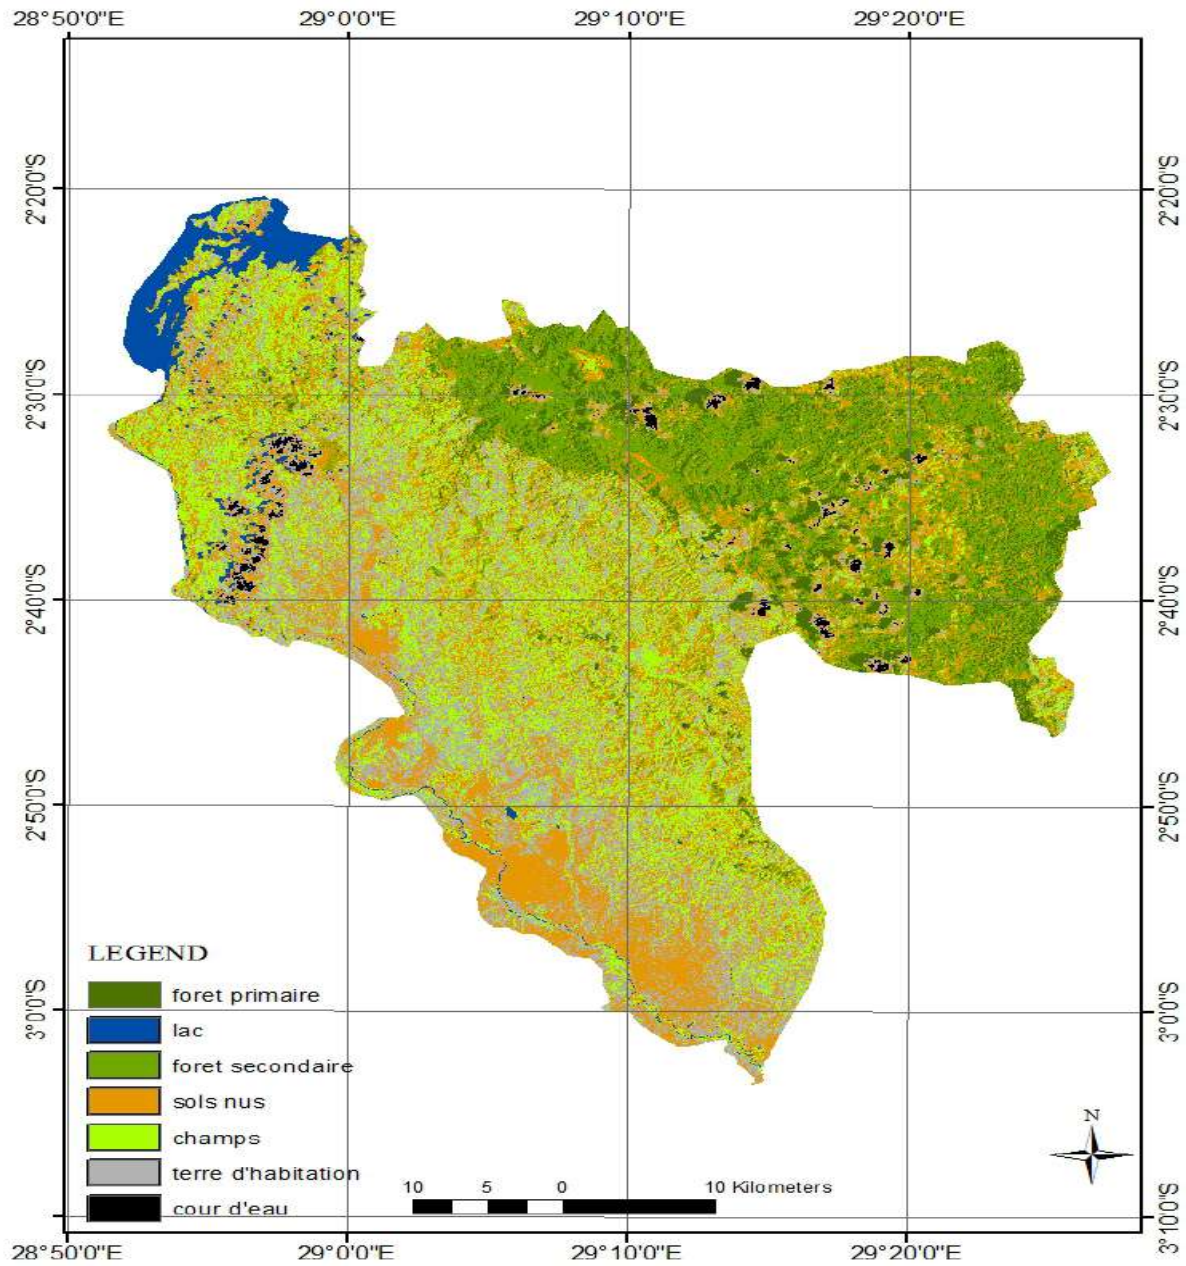 28°50'0"E 29°0'0"E 29°10'0"E 29°20'0"E
2°20'0"S 2°20'0"S
2°30'0"S 2°30'0"S
2°40'0"S 2°40'0"S
2°50'0"S 2°50'0"S
LEGEND
foret primaire
3°0'0"S 3°0'0"S
lac
foret secondaire
sols nus
champs
N
terre d'habitation
10 5 0 10 Kilometers
cour d'eau
3°10'0"S
28°50'0"E 29°0'0"E 29°10'0"E 29°20'0"E